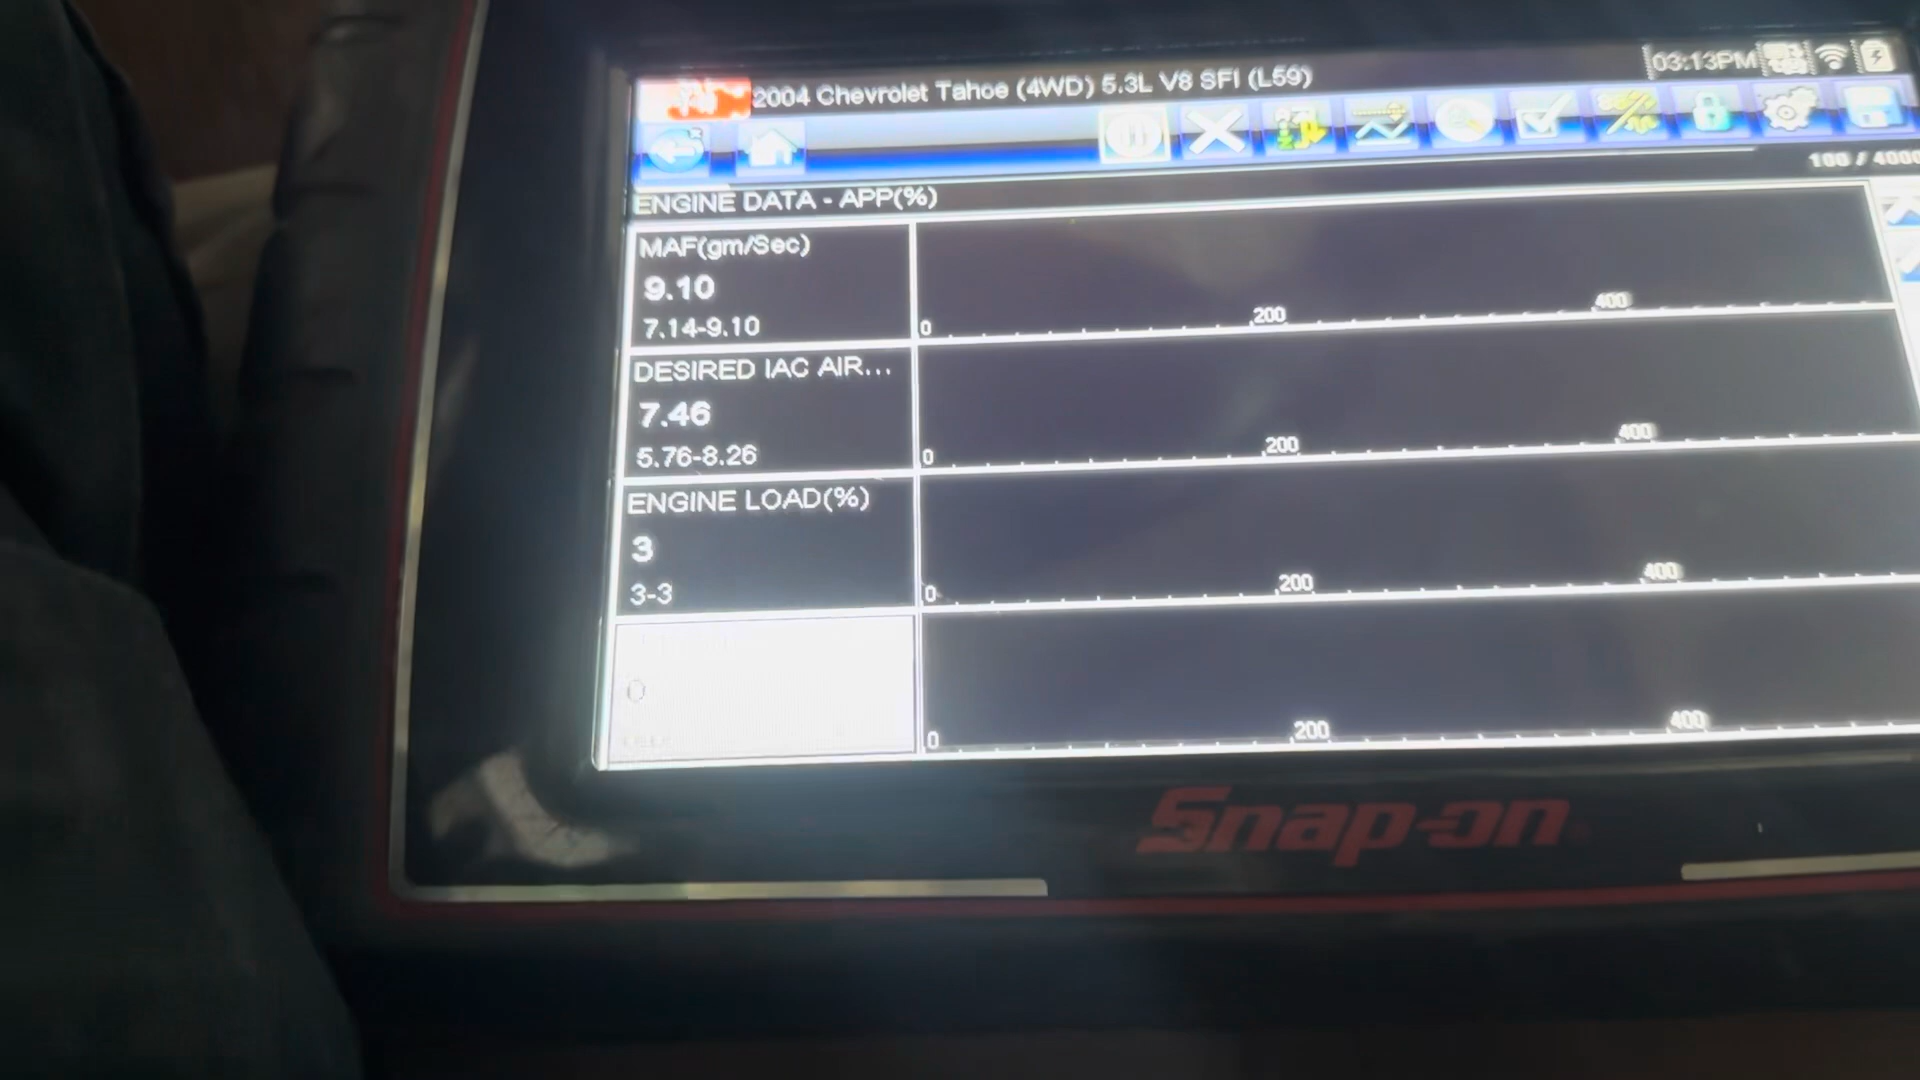 2004 Chevrolet Tahoe (4WD) 5.3L V8 SFI (L59)
03:13PM
100 / 4000
ENGINE DATA - APP(%)
MAF(gm/Sec)
9.10
7.14-9.10
0 200 400
DESIRED IAC AIR...
7.46
5.76-8.26
0 200 400
ENGINE LOAD(%)
3
3-3
0 200 400
0
0 200 400
Snap-on